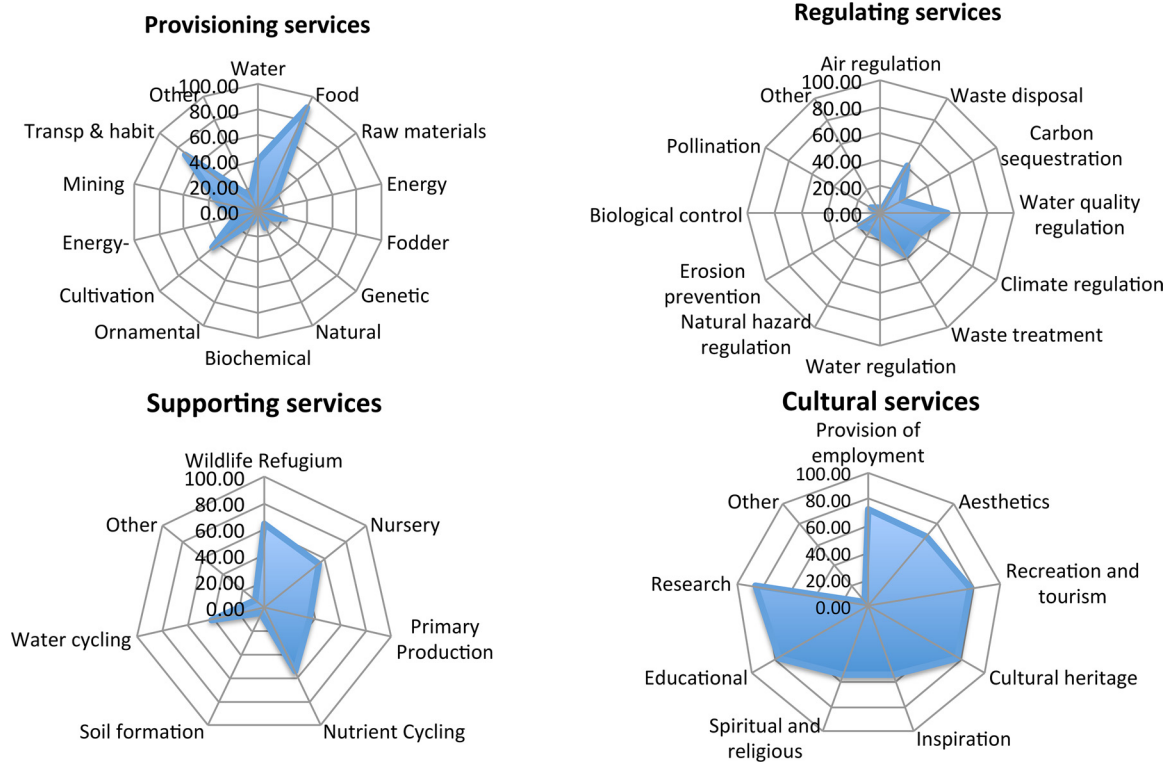 Provisioning services
Water
100.00
Other
Food
80.00
Transp & habit
60.00
Raw materials
40.00
Mining
20.00
Energy
0.00
Energy-
Fodder
Cultivation
Genetic
Ornamental
Natural
Biochemical
Regulating services
Air regulation
100.00
Other
Waste disposal
80.00
60.00
Carbon
sequestration
Pollination
40.00
20.00
Water quality
regulation
Biological control
0.00
Erosion
prevention
Climate regulation
Natural hazard
regulation
Waste treatment
Water regulation
Supporting services
Wildlife Refugium
100.00
80.00
Other
Nursery
60.00
40.00
20.00
0.00
Water cycling
Primary
Production
Soil formation
Nutrient Cycling
Cultural services
Provision of
employment
100.00
80.00
Other
Aesthetics
60.00
40.00
Research
20.00
Recreation and
tourism
0.00
Educational
Cultural heritage
Spiritual and
religious
Inspiration